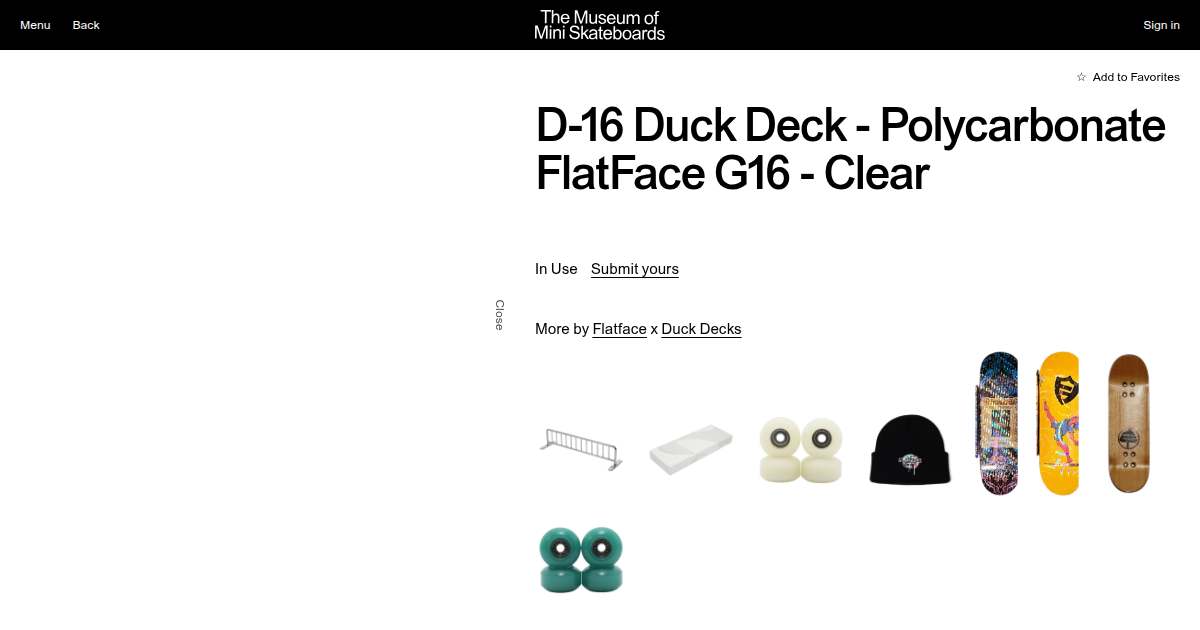 Menu
Back
The Museum of
Mini Skateboards
Sign in
☆ Add to Favorites
D-16 Duck Deck - Polycarbonate
FlatFace G16 - Clear
In Use Submit yours
Close
More by Flatface x Duck Decks